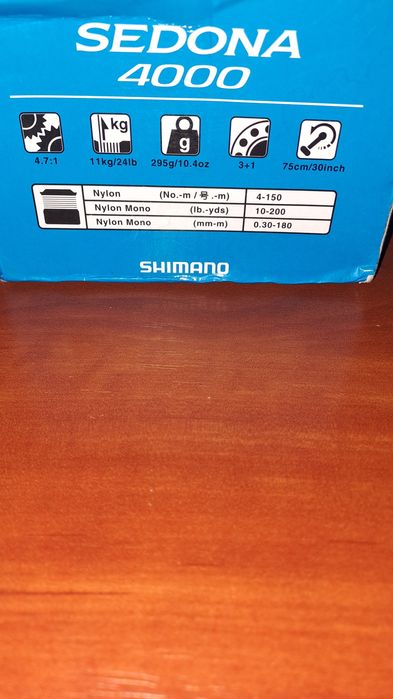 SEDONA
4000
kg g
4.7:1 11kg/24lb 295g/10.4oz 3+1 75cm/30inch
Nylon (No.-m / 号.-m) 4-150
Nylon Mono (lb.-yds) 10-200
Nylon Mono (mm-m) 0.30-180
SHIMANO